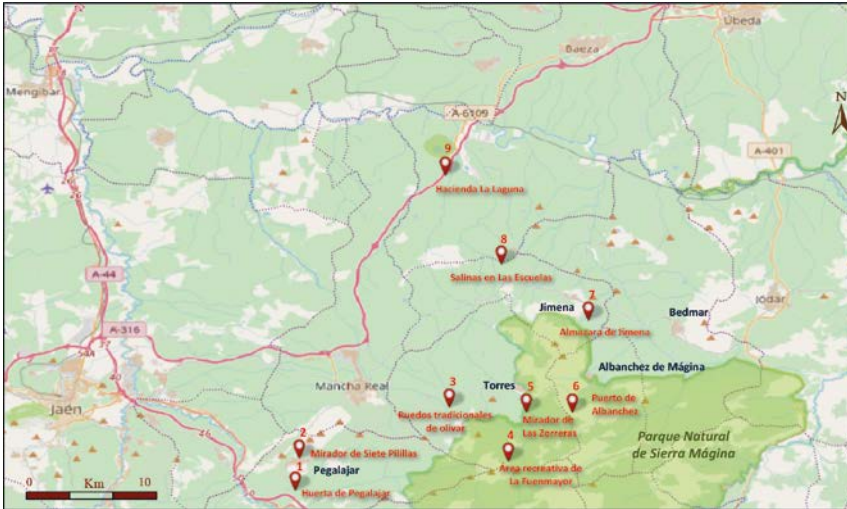 Úbeda
Baeza
Mengibar
N
A-6109
A-401
9
Hacienda La Laguna
8
Salinas en Las Escuelas
A-44
Jimena
7
Bedmar
Jódar
Almazara de Jimena
A-316
Albanchez de Mágina
Mancha Real
3
Torres
5
6
Jaén
Ruedos tradicionales
de olivar
Mirador de
Las Zorreras
Puerto de
Albanchez
2
Mirador de Siete Pilillas
4
Parque Natural
de Sierra Mágina
Pegalajar
1
Área recreativa de
La Fuenmayor
Huerta de Pegalajar
0 Km 10